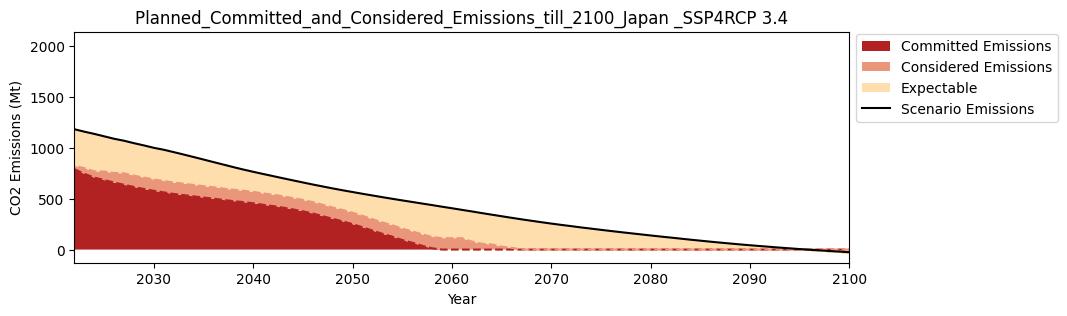 Planned_Committed_and_Considered_Emissions_till_2100_Japan _SSP4RCP 3.4
CO2 Emissions (Mt)
2000
1500
1000
500
0
2030
2040
2050
2060
2070
2080
2090
2100
Year
Committed Emissions
Considered Emissions
Expectable
Scenario Emissions